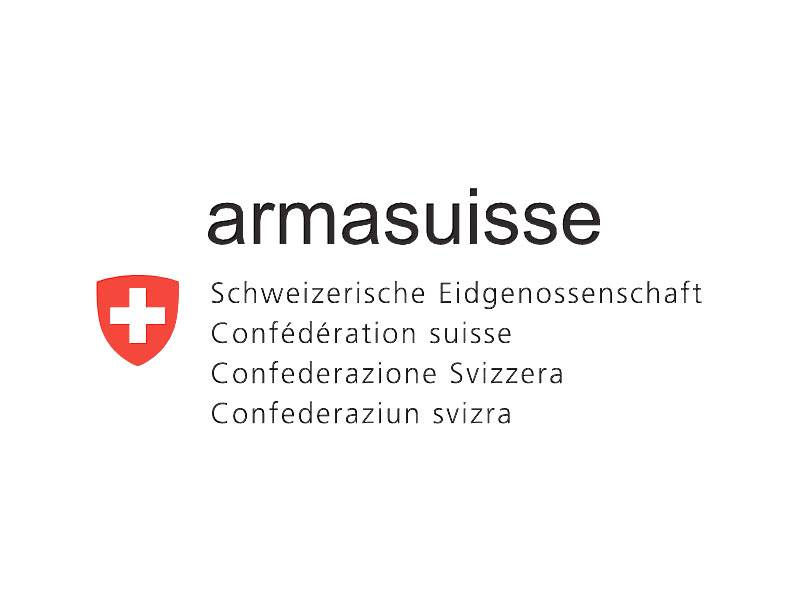 armasuisse
Schweizerische Eidgenossenschaft
Confédération suisse
Confederazione Svizzera
Confederaziun svizra